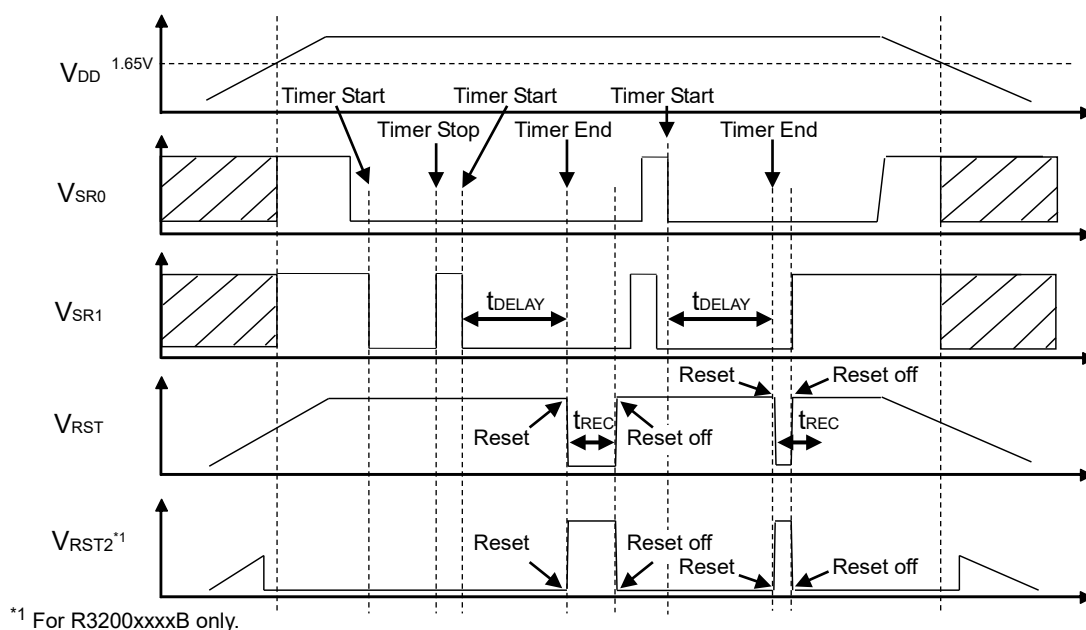 VDD
1.65V
Timer Start
Timer Start
Timer Start
Timer Stop
Timer End
Timer End
VSR0
VSR1
tDELAY
tDELAY
Reset
Reset off
VRST
Reset
tREC
Reset off
tREC
VRST2*1
Reset
Reset off
Reset
Reset off
*1 For R3200xxxxB only.